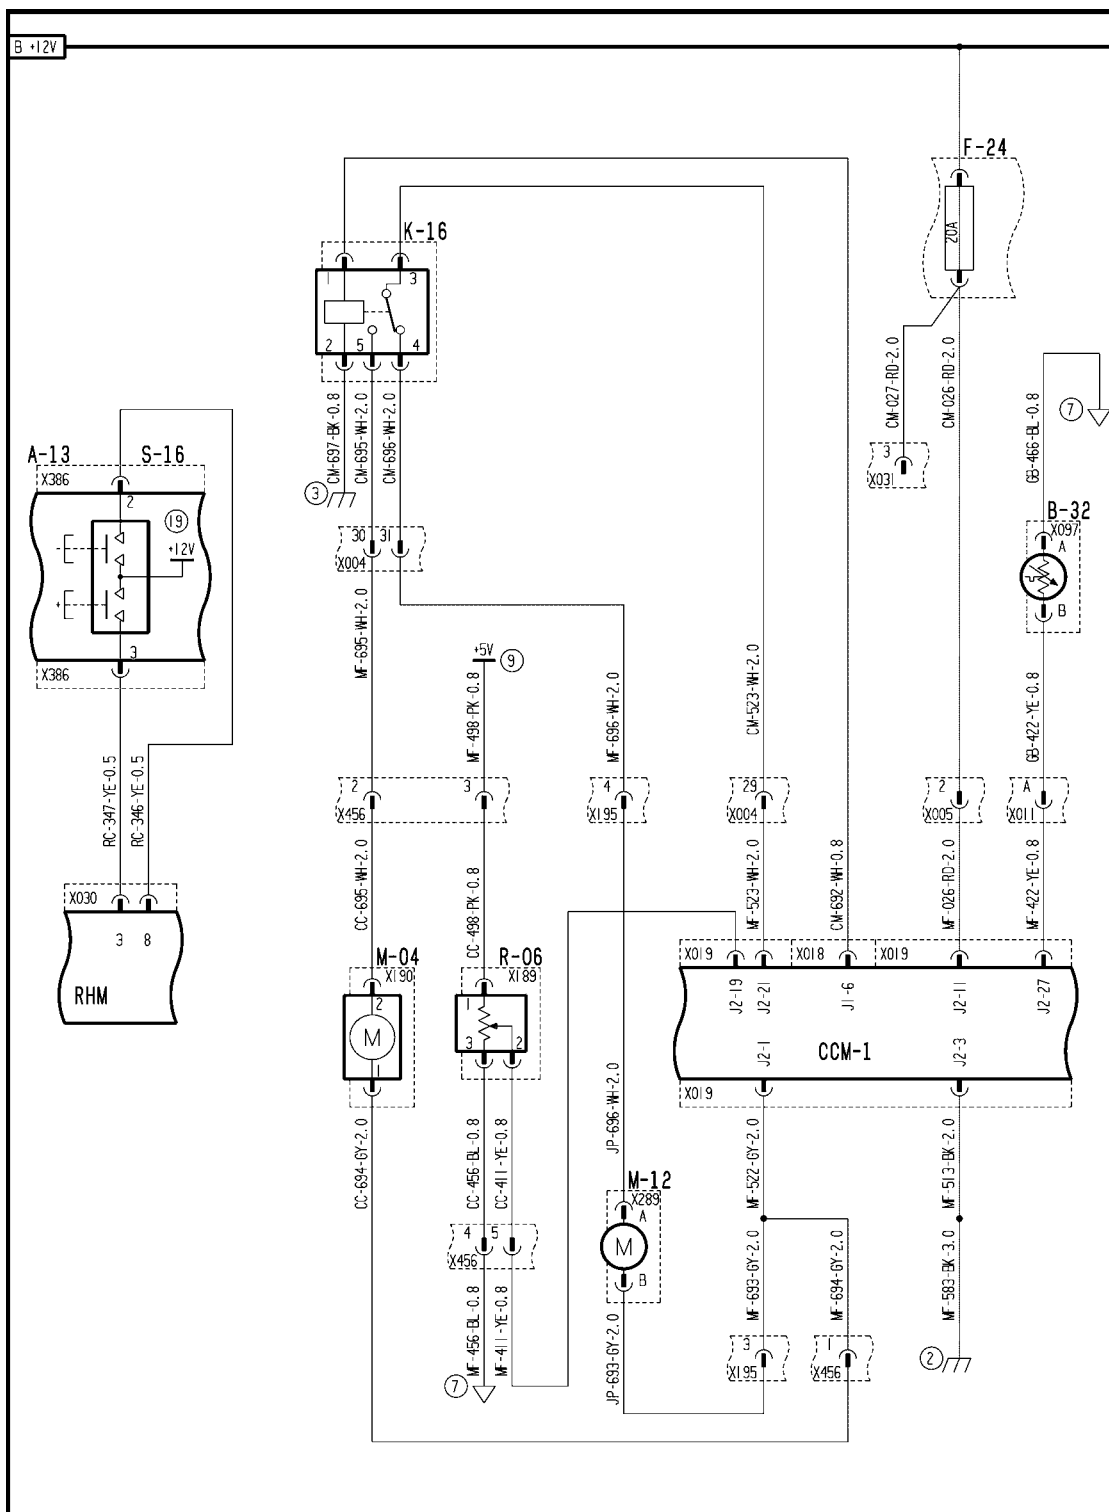 B +12V
F-24
20A
K-16
1
3
2
5
4
CM-697-BK-0.8
CM-695-WH-2.0
CM-696-WH-2.0
CM-027-RD-2.0
CM-026-RD-2.0
GB-466-BL-0.8
7
3
X031
A-13
S-16
X386
2
19
+12V
-
+
3
X386
3
30
31
X004
B-32
X097
A
B
MF-695-WH-2.0
+5V
9
MF-498-PK-0.8
MF-696-WH-2.0
CM-523-WH-2.0
GB-422-YE-0.8
RC-347-YE-0.5
RC-346-YE-0.5
2
3
X456
4
X195
29
X004
2
X005
A
X011
CC-695-WH-2.0
CC-498-PK-0.8
MF-523-WH-2.0
CM-692-WH-0.8
MF-026-RD-2.0
MF-422-YE-0.8
X030
3
8
RHM
M-04
X190
2
M
1
R-06
X189
1
3
2
X019
X018
X019
J2-19
J2-21
J1-6
J2-11
J2-27
J2-1
CCM-1
J2-3
X019
CC-694-GY-2.0
CC-456-BL-0.8
CC-411-YE-0.8
JP-696-WH-2.0
MF-522-GY-2.0
MF-513-BK-2.0
M-12
X289
A
M
B
4
5
X456
MF-456-BL-0.8
MF-411-YE-0.8
JP-693-GY-2.0
MF-693-GY-2.0
MF-694-GY-2.0
MF-583-BK-3.0
7
3
X195
1
X456
2